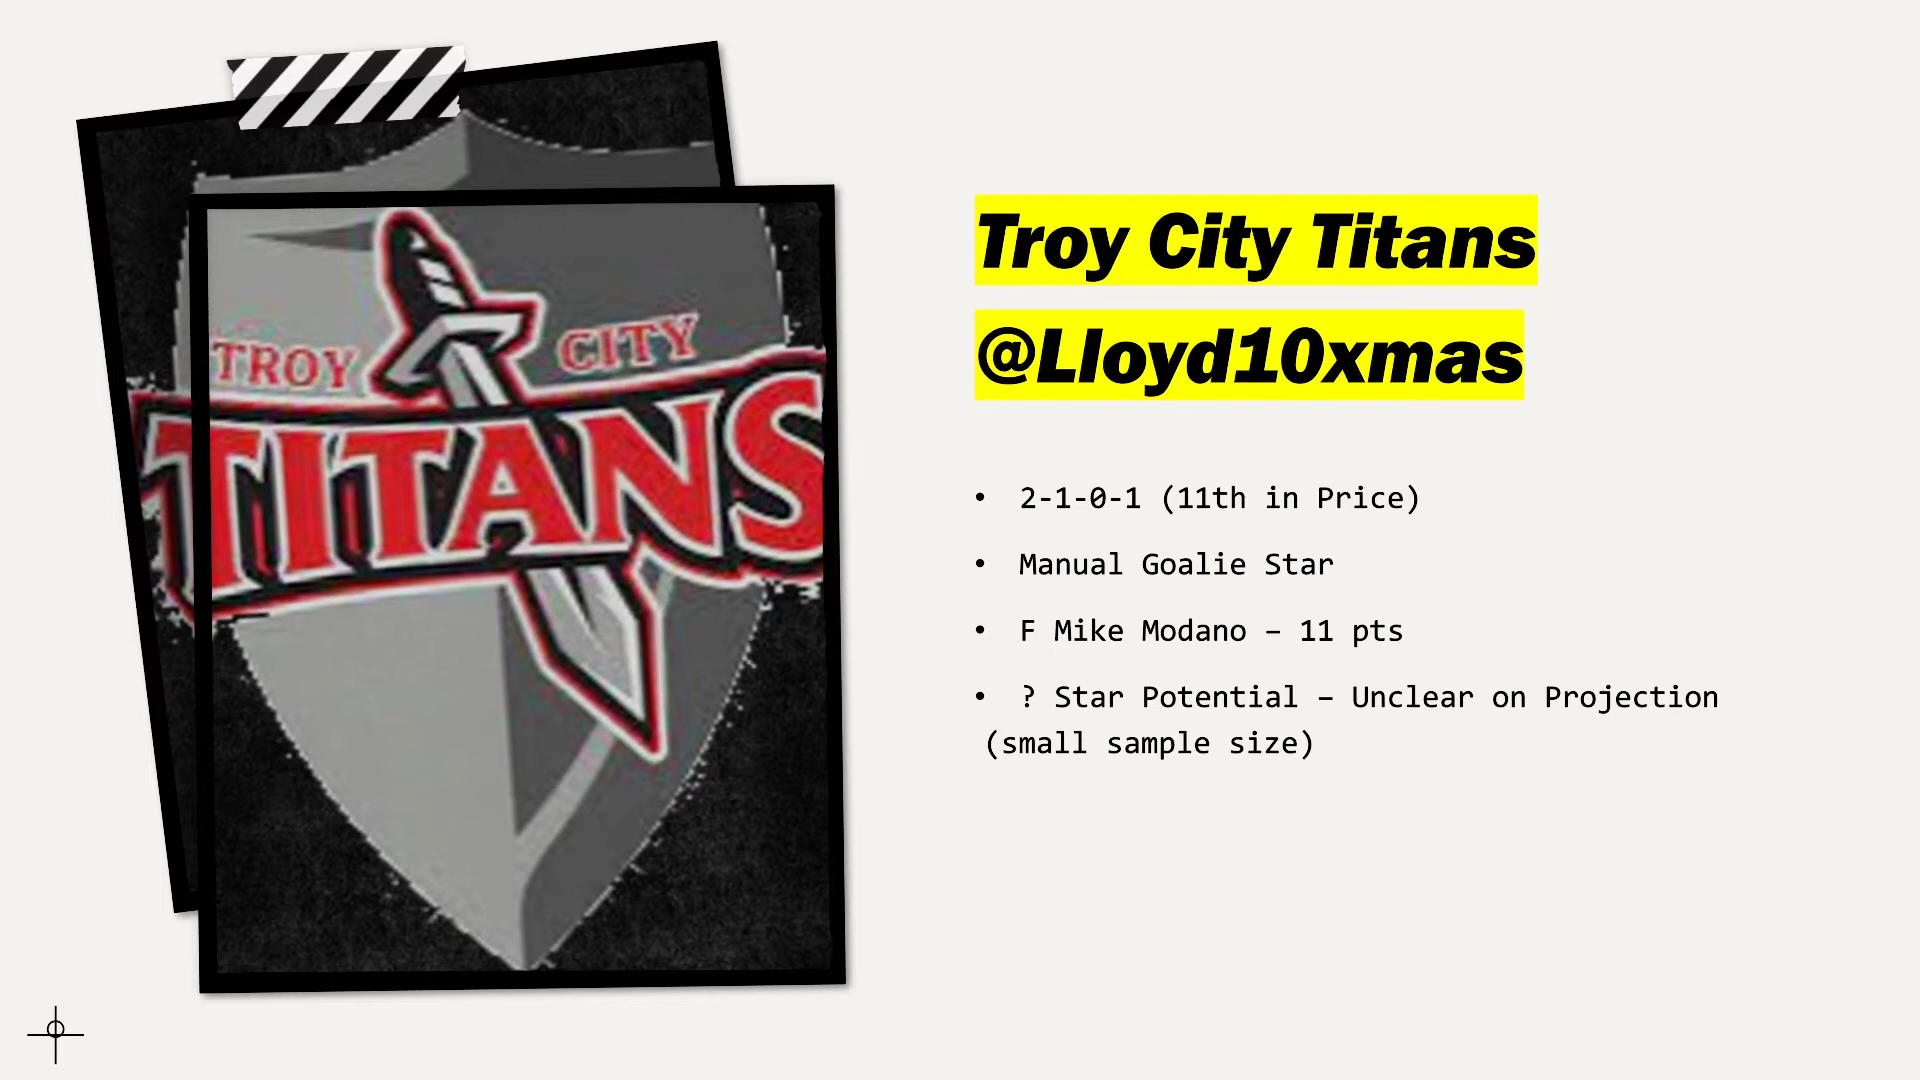 TROY CITY
TITANS
Troy City Titans
@Lloyd10xmas
• 2-1-0-1 (11th in Price)
• Manual Goalie Star
• F Mike Modano – 11 pts
• ? Star Potential – Unclear on Projection
(small sample size)